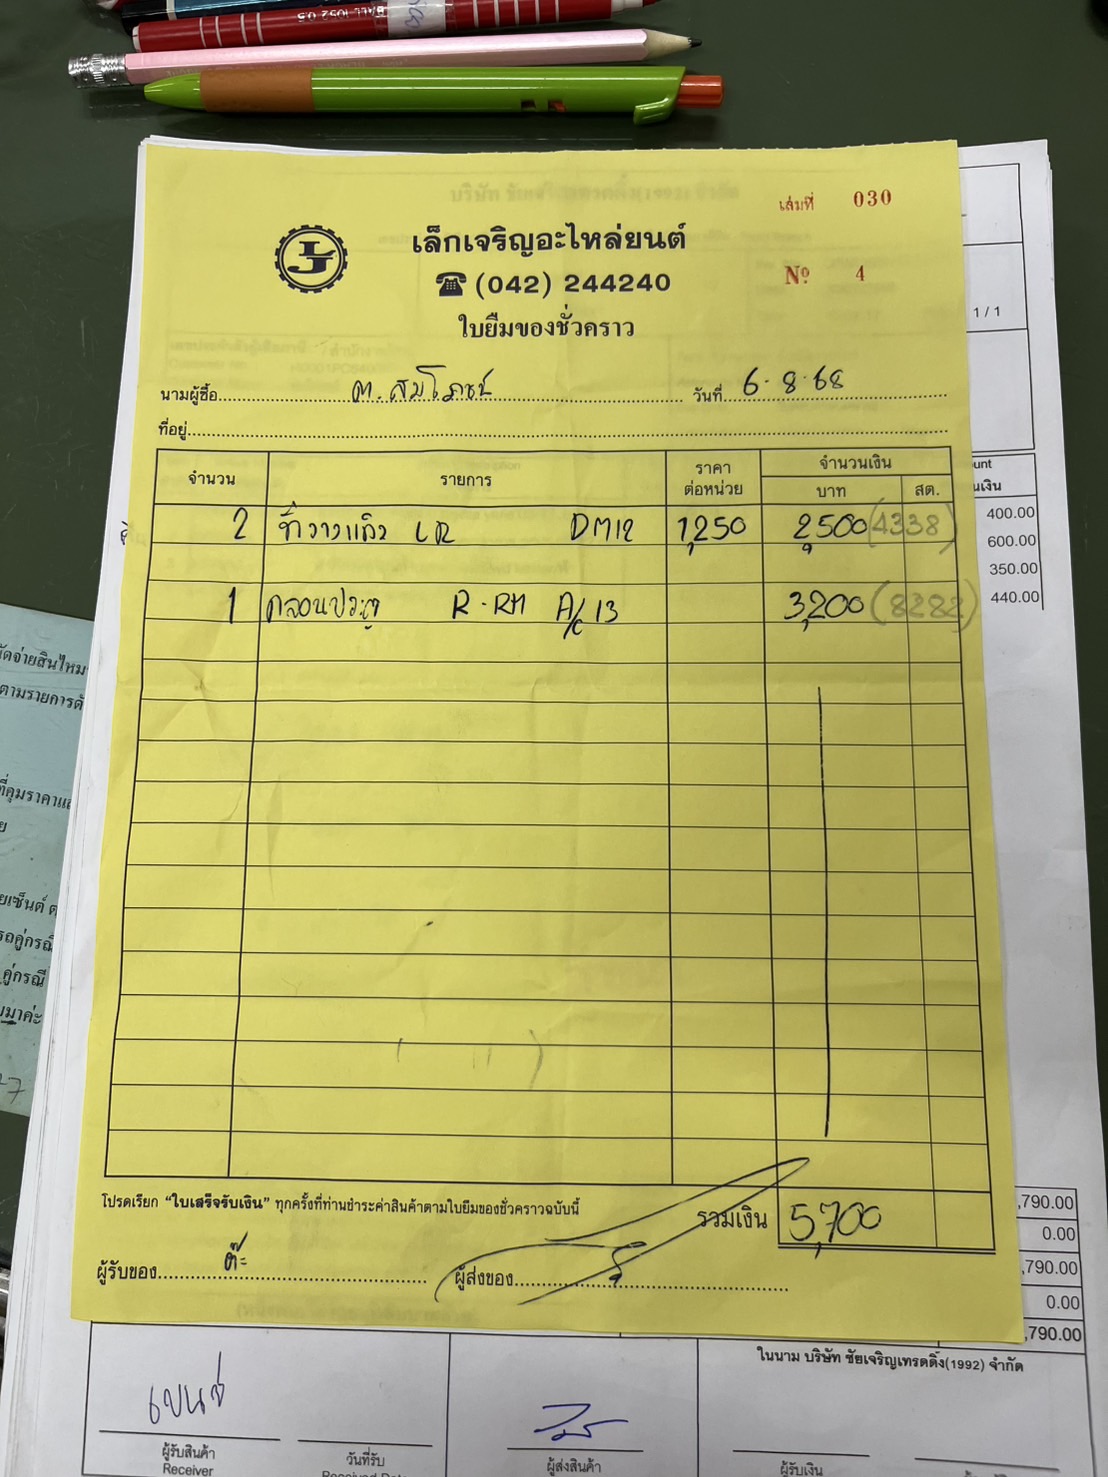 BALL 1052 0.5
เล่มที่ 030
เล็กเจริญอะไหล่ยนต์
(042) 244240
Nº 4
ใบยืมของชั่วคราว
1 / 1
นามผู้ซื้อ ต. สมโภชน์ วันที่ 6.8.68
ที่อยู่
จำนวน รายการ ราคาต่อหน่วย จำนวนเงิน
บาท สต.
2 DM12 1,250 2,500 (4338)
1 กลอนประตู R-RH A/C 13 3,200 (8282)
400.00
600.00
350.00
440.00
โปรดเรียก "ใบเสร็จรับเงิน" ทุกครั้งที่ท่านชำระค่าสินค้าตามใบยืมของชั่วคราวฉบับนี้
รวมเงิน 5,700
ผู้รับของ ต๊ะ ผู้ส่งของ
,790.00
0.00
,790.00
0.00
,790.00
ในนาม บริษัท ชัยเจริญเทรดดิ้ง(1992) จำกัด
ผู้รับสินค้า วันที่รับ ผู้ส่งสินค้า ผู้รับเงิน
Receiver Received Date